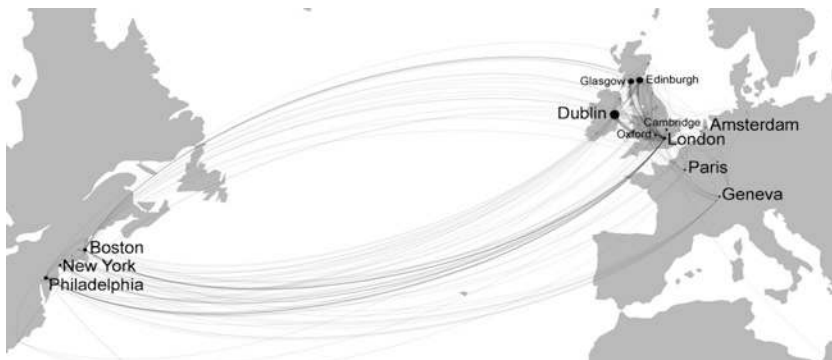 Glasgow
Edinburgh
Dublin
Cambridge
Amsterdam
Oxford
London
Paris
Geneva
Boston
New York
Philadelphia